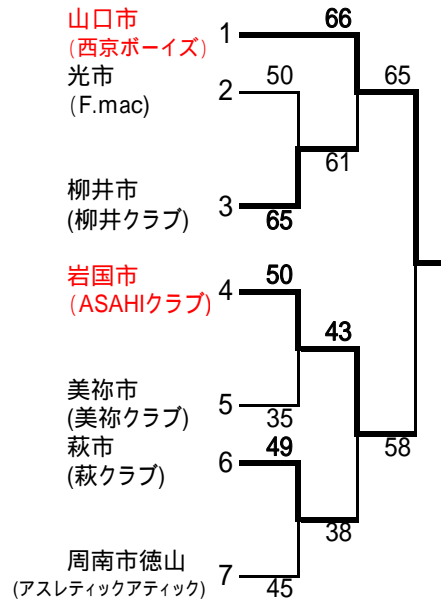 山口市
(西京ボーイズ)
1
66
光市
(F.mac)
2
50
65
61
柳井市
(柳井クラブ)
3
65
岩国市
(ASAHIクラブ)
4
50
43
美祢市
(美祢クラブ)
5
35
萩市
(萩クラブ)
6
49
58
38
周南市徳山
(アスレティックアティック)
7
45